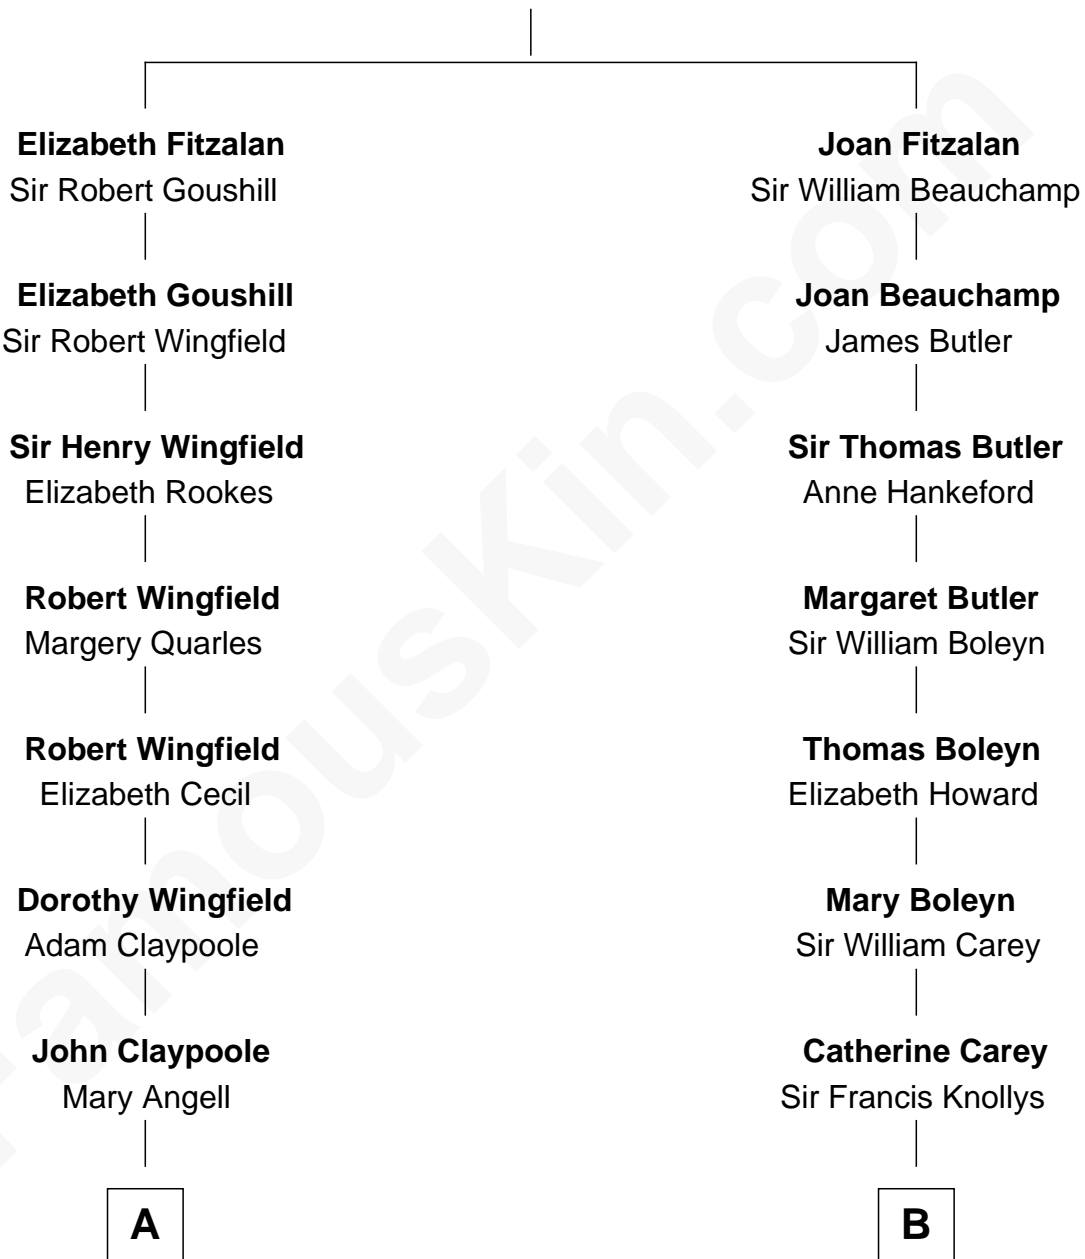 Elizabeth Fitzalan
Sir Robert Goushill
Elizabeth Goushill
Sir Robert Wingfield
Sir Henry Wingfield
Elizabeth Rookes
Robert Wingfield
Margery Quarles
Robert Wingfield
Elizabeth Cecil
Dorothy Wingfield
Adam Claypoole
John Claypoole
Mary Angell
A
Joan Fitzalan
Sir William Beauchamp
Joan Beauchamp
James Butler
Sir Thomas Butler
Anne Hankeford
Margaret Butler
Sir William Boleyn
Thomas Boleyn
Elizabeth Howard
Mary Boleyn
Sir William Carey
Catherine Carey
Sir Francis Knollys
B
FamousKin.com